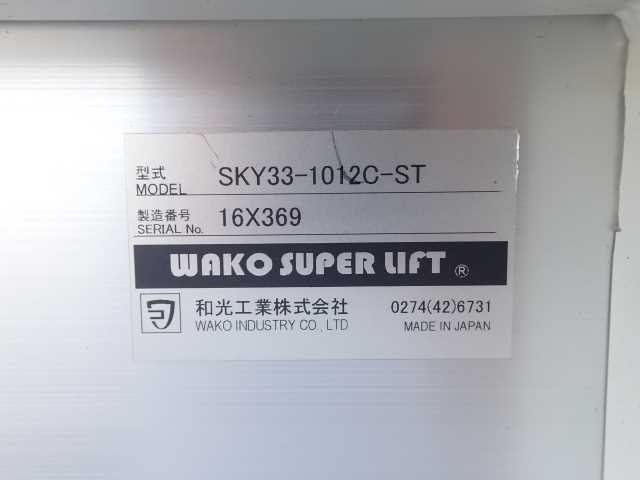 型式 MODEL SKY33-1012C-ST
製造番号 SERIAL No. 16X369
WAKO SUPER LIFT ®
和光工業株式会社 0274(42)6731
WAKO INDUSTRY CO., LTD MADE IN JAPAN